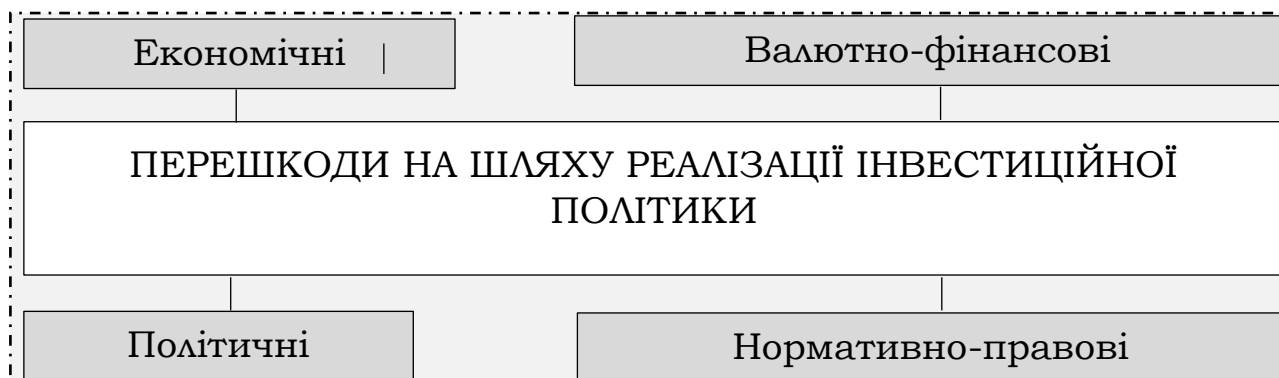 Економічні
Валютно-фінансові
ПЕРЕШКОДИ НА ШЛЯХУ РЕАЛІЗАЦІЇ ІНВЕСТИЦІЙНОЇ
ПОЛІТИКИ
Політичні
Нормативно-правові